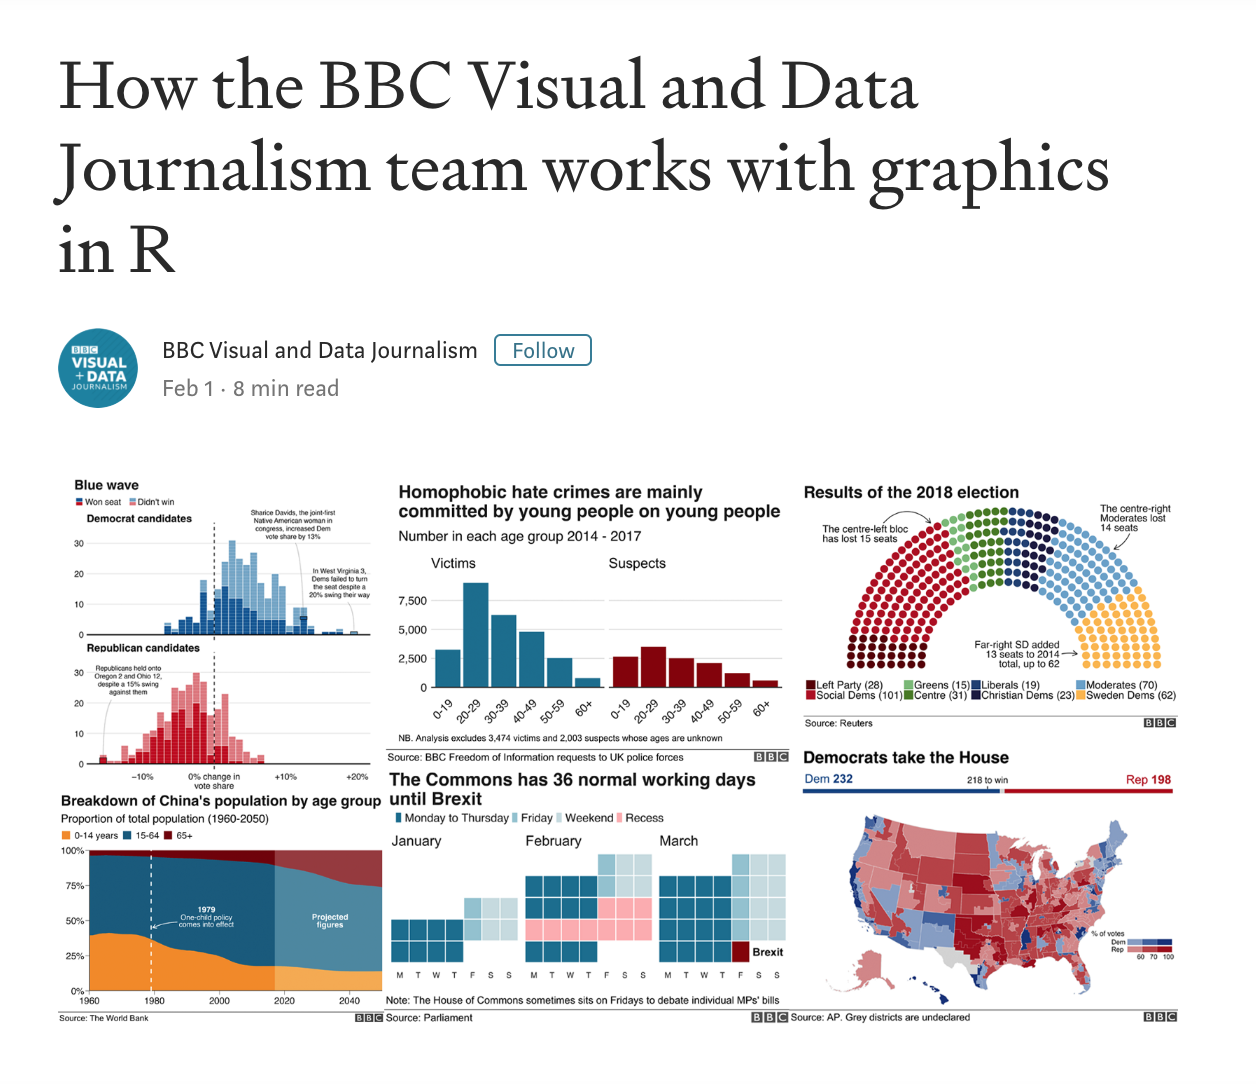 How the BBC Visual and Data
Journalism team works with graphics
in R
BBC
VISUAL
+ DATA
JOURNALISM
BBC Visual and Data Journalism
Follow
Feb 1 · 8 min read
Blue wave
Won seat Didn't win
Democrat candidates
Sharice Davids, the joint-first
Native American woman in
congress, increased Dem
vote share by 13%
In West Virginia 3,
Dems failed to turn
the seat despite a
20% swing their way
30
20
10
0
Republican candidates
Republicans held onto
Oregon 2 and Ohio 12,
despite a 15% swing
against them
30
20
10
0
−10% 0% change in +10% +20%
vote share
Homophobic hate crimes are mainly
committed by young people on young people
Number in each age group 2014 - 2017
Victims Suspects
7,500
5,000
2,500
0
0-19 20-29 30-39 40-49 50-59 60+ 0-19 20-29 30-39 40-49 50-59 60+
NB. Analysis excludes 3,474 victims and 2,003 suspects whose ages are unknown
Source: BBC Freedom of Information requests to UK police forces
BBC
Results of the 2018 election
The centre-left bloc
has lost 15 seats
The centre-right
Moderates lost
14 seats
Far-right SD added
13 seats to 2014
total, up to 62
Left Party (28) Greens (15) Liberals (19) Moderates (70)
Social Dems (101) Centre (31) Christian Dems (23) Sweden Dems (62)
Source: Reuters
BBC
Breakdown of China's population by age group
Proportion of total population (1960-2050)
0-14 years 15-64 65+
100%
75%
50%
25%
0%
1979
One-child policy
comes into effect
Projected
figures
1960 1980 2000 2020 2040
Source: The World Bank
BBC
The Commons has 36 normal working days
until Brexit
Monday to Thursday Friday Weekend Recess
January February March
Brexit
M T W T F S S M T W T F S S M T W T F S S
Note: The House of Commons sometimes sits on Fridays to debate individual MPs' bills
Source: Parliament
BBC
Democrats take the House
Dem 232 218 to win Rep 198
% of votes
Dem
Rep
60 70 100
Source: AP. Grey districts are undeclared
BBC